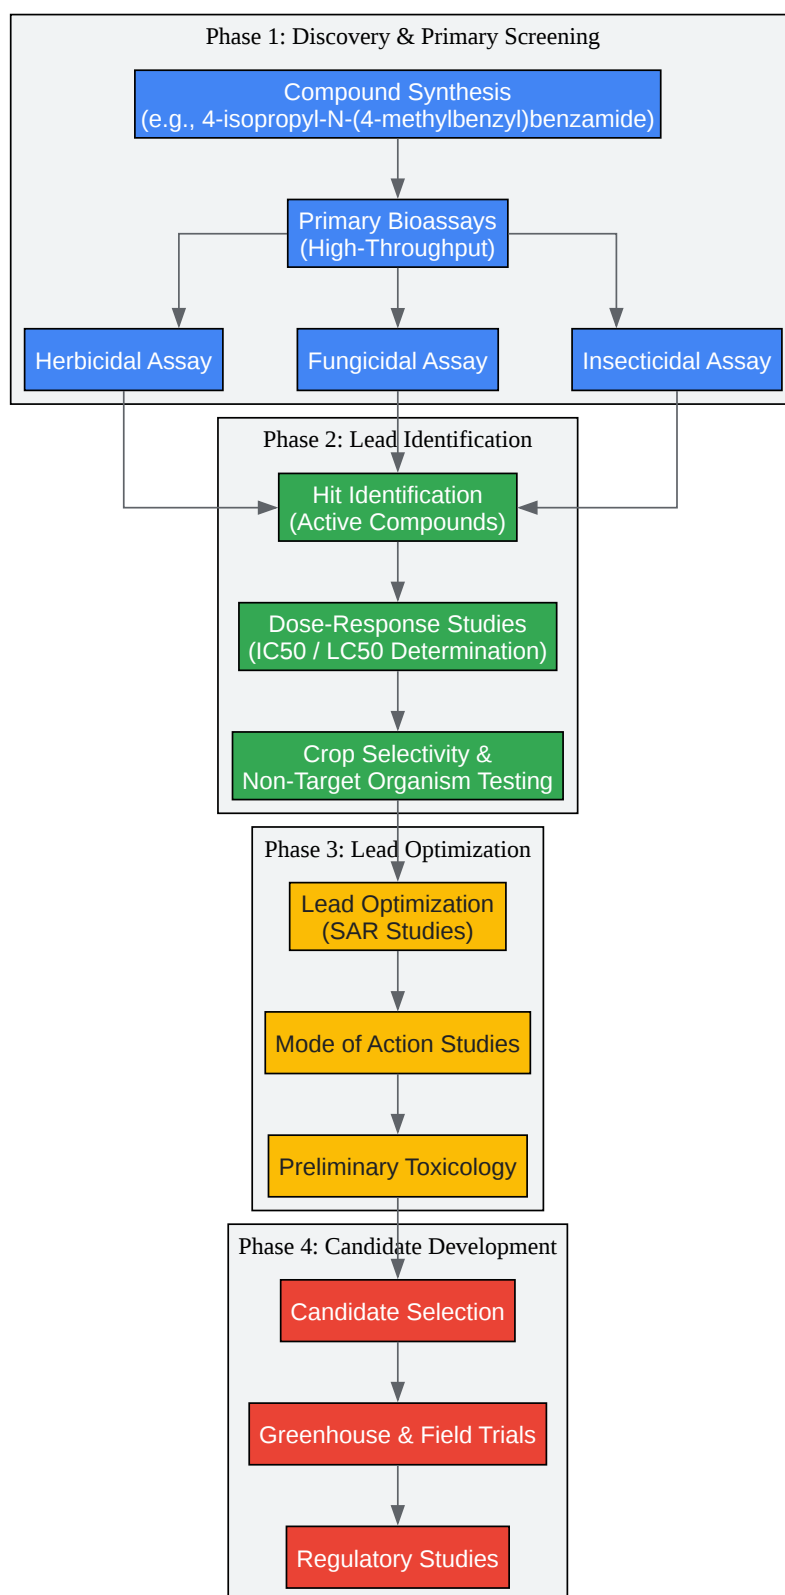 Phase 1: Discovery & Primary Screening
Compound Synthesis
(e.g., 4-isopropyl-N-(4-methylbenzyl)benzamide)
Primary Bioassays
(High-Throughput)
Herbicidal Assay
Fungicidal Assay
Insecticidal Assay
Phase 2: Lead Identification
Hit Identification
(Active Compounds)
Dose-Response Studies
(IC50 / LC50 Determination)
Crop Selectivity &
Non-Target Organism Testing
Phase 3: Lead Optimization
Lead Optimization
(SAR Studies)
Mode of Action Studies
Preliminary Toxicology
Phase 4: Candidate Development
Candidate Selection
Greenhouse & Field Trials
Regulatory Studies